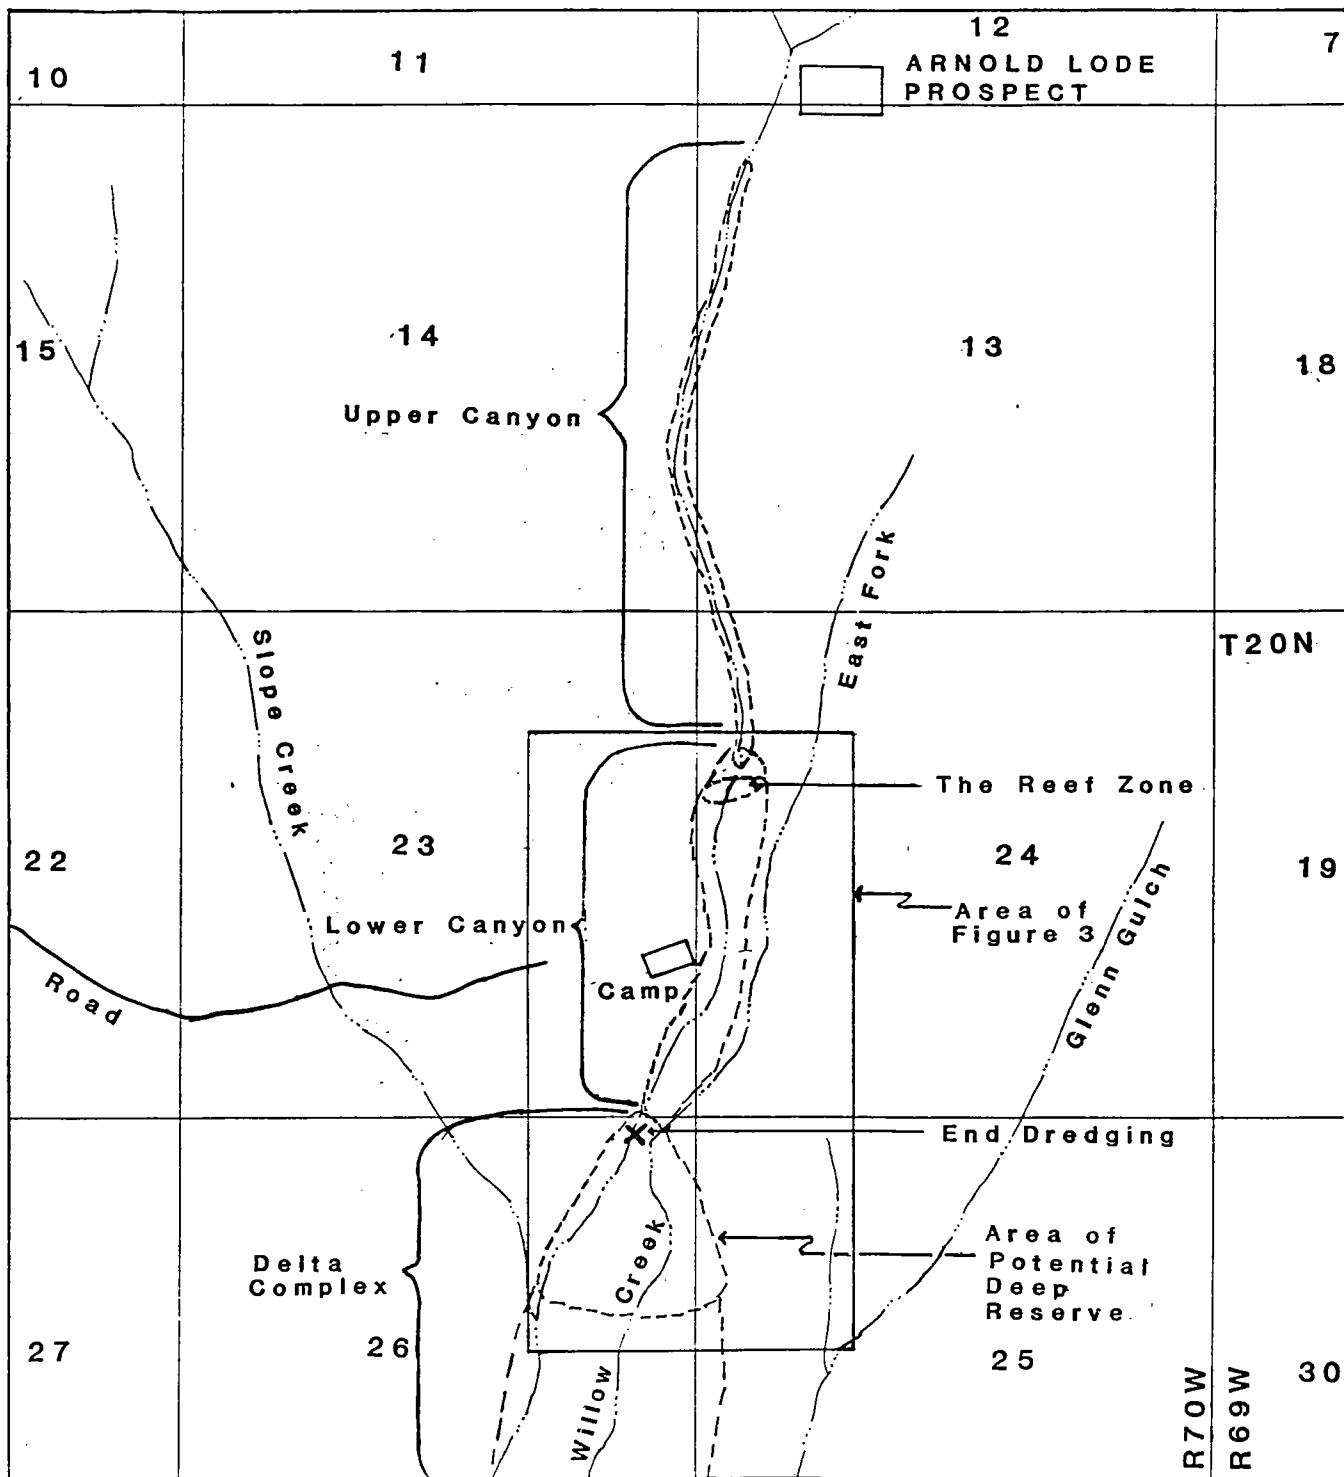 12
7
11
ARNOLD LODE
PROSPECT
10
14
13
15
18
Upper Canyon
East Fork
T20N
Slope Creek
The Reef Zone
23
24
22
19
Lower Canyon
Area of
Figure 3
Glenn Gulch
Road
Camp
End Dredging
Area of
Potential
Deep
Reserve
Delta
Complex
Willow Creek
26
27
25
30
R70W
R69W